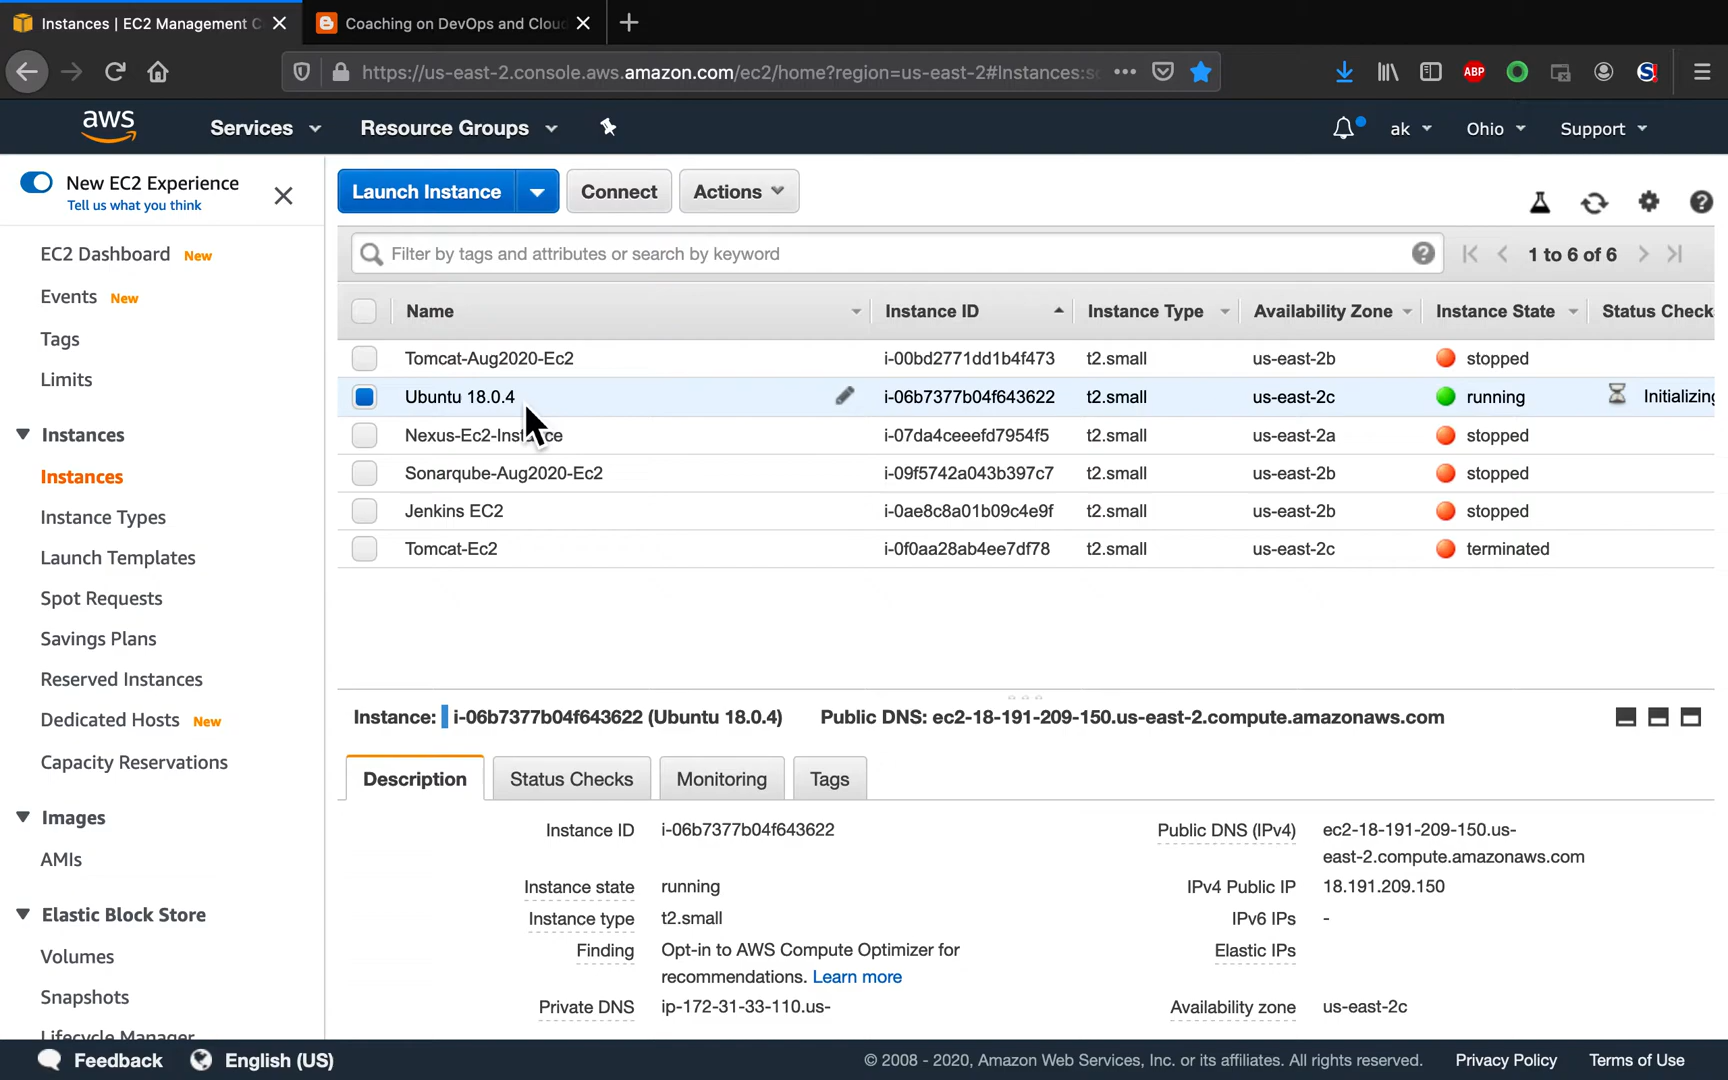 Instances | EC2 Management C
Coaching on DevOps and Cloud
https://us-east-2.console.aws.amazon.com/ec2/home?region=us-east-2#Instances:s
ABP
aws Services Resource Groups ak Ohio Support
New EC2 Experience
Tell us what you think
Launch Instance Connect Actions
EC2 Dashboard New
Events New
Tags
Limits
Instances
Instances
Instance Types
Launch Templates
Spot Requests
Savings Plans
Reserved Instances
Dedicated Hosts New
Capacity Reservations
Images
AMIs
Elastic Block Store
Volumes
Snapshots
Lifecycle Manager
Filter by tags and attributes or search by keyword 1 to 6 of 6
Name Instance ID Instance Type Availability Zone Instance State Status Check
Tomcat-Aug2020-Ec2 i-00bd2771dd1b4f473 t2.small us-east-2b stopped
Ubuntu 18.0.4 i-06b7377b04f643622 t2.small us-east-2c running Initializing
Nexus-Ec2-Instance i-07da4ceeefd7954f5 t2.small us-east-2a stopped
Sonarqube-Aug2020-Ec2 i-09f5742a043b397c7 t2.small us-east-2b stopped
Jenkins EC2 i-0ae8c8a01b09c4e9f t2.small us-east-2b stopped
Tomcat-Ec2 i-0f0aa28ab4ee7df78 t2.small us-east-2c terminated
Instance: i-06b7377b04f643622 (Ubuntu 18.0.4) Public DNS: ec2-18-191-209-150.us-east-2.compute.amazonaws.com
Description Status Checks Monitoring Tags
Instance ID i-06b7377b04f643622
Instance state running
Instance type t2.small
Finding Opt-in to AWS Compute Optimizer for
recommendations. Learn more
Private DNS ip-172-31-33-110.us-
Public DNS (IPv4) ec2-18-191-209-150.us-
east-2.compute.amazonaws.com
IPv4 Public IP 18.191.209.150
IPv6 IPs -
Elastic IPs
Availability zone us-east-2c
Feedback English (US) © 2008 - 2020, Amazon Web Services, Inc. or its affiliates. All rights reserved. Privacy Policy Terms of Use